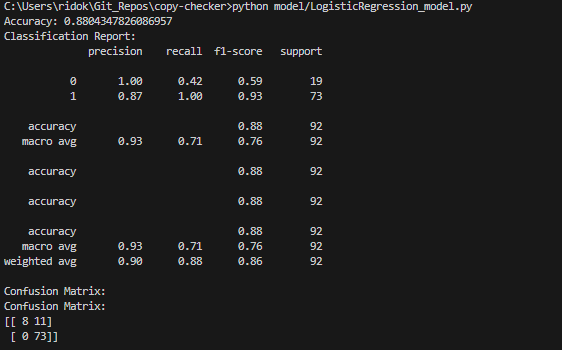 C:\Users\ridok\Git_Repos\copy-checker>python model/LogisticRegression_model.py
Accuracy: 0.8804347826086957
Classification Report:
precision recall f1-score support
0 1.00 0.42 0.59 19
1 0.87 1.00 0.93 73
accuracy 0.88 92
macro avg 0.93 0.71 0.76 92
accuracy 0.88 92
accuracy 0.88 92
accuracy 0.88 92
macro avg 0.93 0.71 0.76 92
weighted avg 0.90 0.88 0.86 92
Confusion Matrix:
Confusion Matrix:
[[ 8 11]
[ 0 73]]